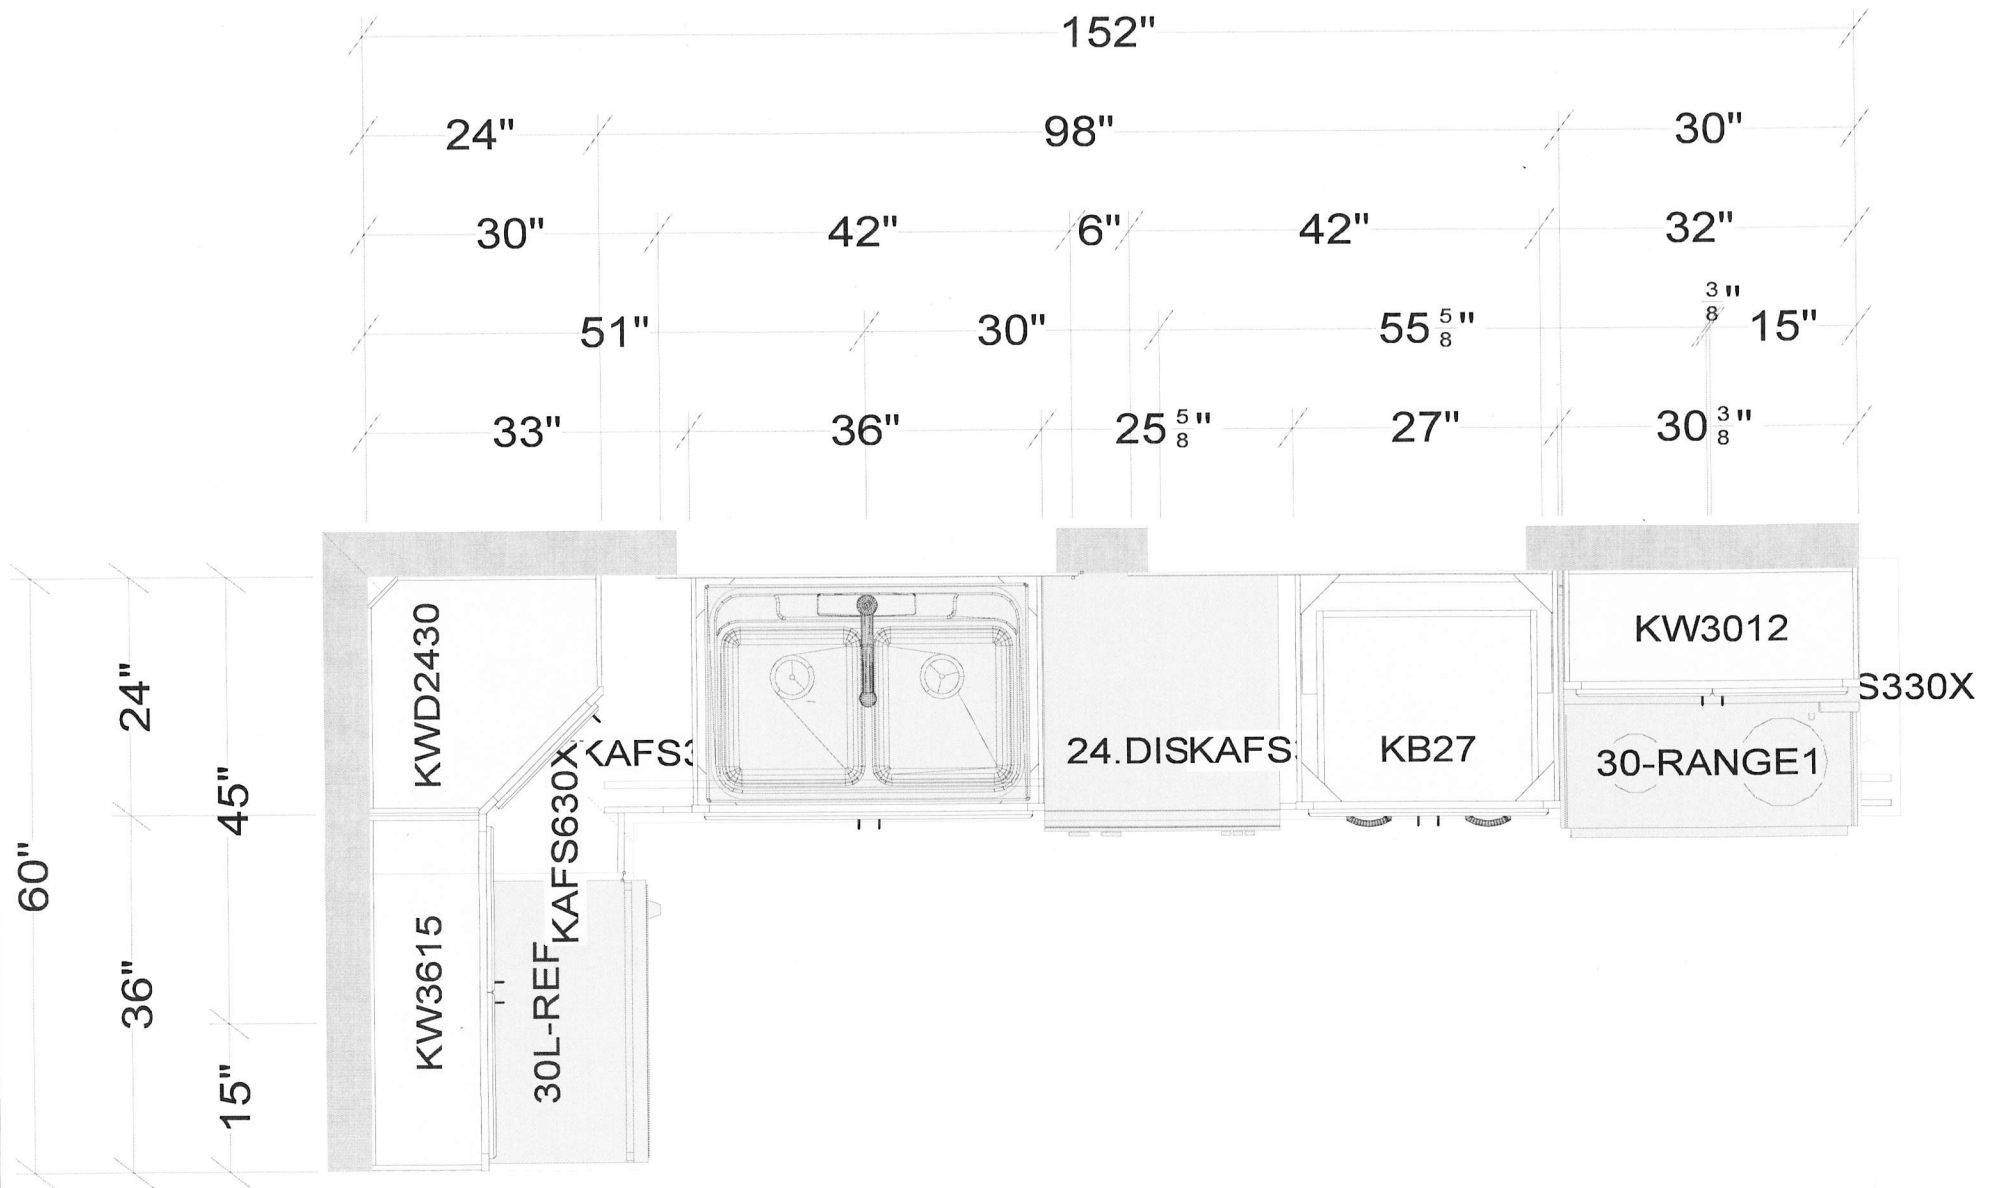 152"
24" 98" 30"
30" 42" 6" 42" 32"
51" 30" 55 5/8" 3/8" 15"
33" 36" 25 5/8" 27" 30 3/8"
60"
24"
36"
45"
15"
KWD2430
KW3615
KAFS630X
30L-REF
KAFS3
24.DIS
KAFS
KB27
KW3012
S330X
30-RANGE1